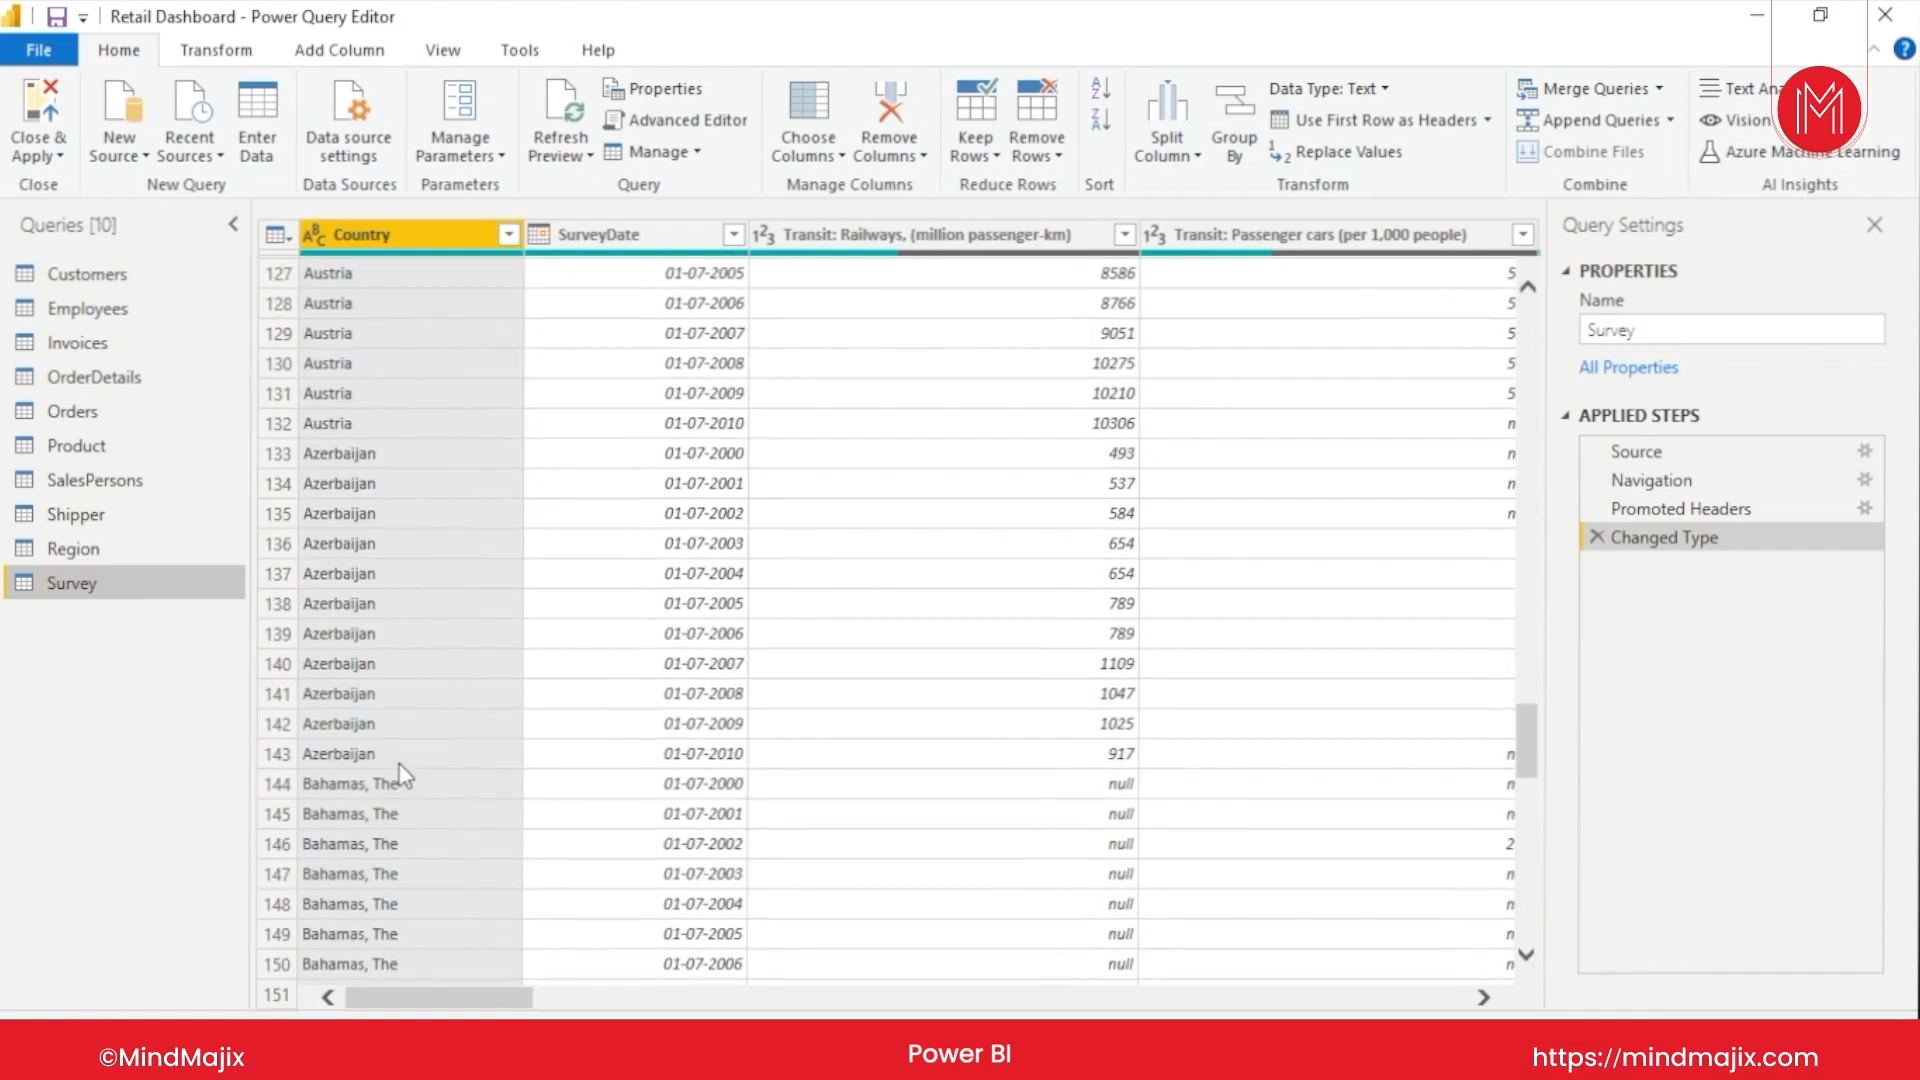 Retail Dashboard - Power Query Editor
File Home Transform Add Column View Tools Help
Close & Apply
New Source
Recent Sources
Enter Data
Data source settings
Manage Parameters
Refresh Preview
Properties
Advanced Editor
Manage
Choose Columns
Remove Columns
Keep Rows
Remove Rows
Split Column
Group By
Data Type: Text
Use First Row as Headers
Replace Values
Merge Queries
Append Queries
Combine Files
Text Ana
Vision
Azure Machine Learning
Close New Query Data Sources Parameters Query Manage Columns Reduce Rows Sort Transform Combine AI Insights
Queries [10]
Customers
Employees
Invoices
OrderDetails
Orders
Product
SalesPersons
Shipper
Region
Survey
Country SurveyDate Transit: Railways, (million passenger-km) Transit: Passenger cars (per 1,000 people)
127 Austria 01-07-2005 8586 5
128 Austria 01-07-2006 8766 5
129 Austria 01-07-2007 9051 5
130 Austria 01-07-2008 10275 5
131 Austria 01-07-2009 10210 5
132 Austria 01-07-2010 10306 n
133 Azerbaijan 01-07-2000 493 n
134 Azerbaijan 01-07-2001 537 n
135 Azerbaijan 01-07-2002 584 n
136 Azerbaijan 01-07-2003 654
137 Azerbaijan 01-07-2004 654
138 Azerbaijan 01-07-2005 789
139 Azerbaijan 01-07-2006 789
140 Azerbaijan 01-07-2007 1109
141 Azerbaijan 01-07-2008 1047
142 Azerbaijan 01-07-2009 1025
143 Azerbaijan 01-07-2010 917 n
144 Bahamas, The 01-07-2000 null n
145 Bahamas, The 01-07-2001 null n
146 Bahamas, The 01-07-2002 null 2
147 Bahamas, The 01-07-2003 null n
148 Bahamas, The 01-07-2004 null n
149 Bahamas, The 01-07-2005 null n
150 Bahamas, The 01-07-2006 null n
151
Query Settings
PROPERTIES
Name
Survey
All Properties
APPLIED STEPS
Source
Navigation
Promoted Headers
Changed Type
©MindMajix
Power BI
https://mindmajix.com